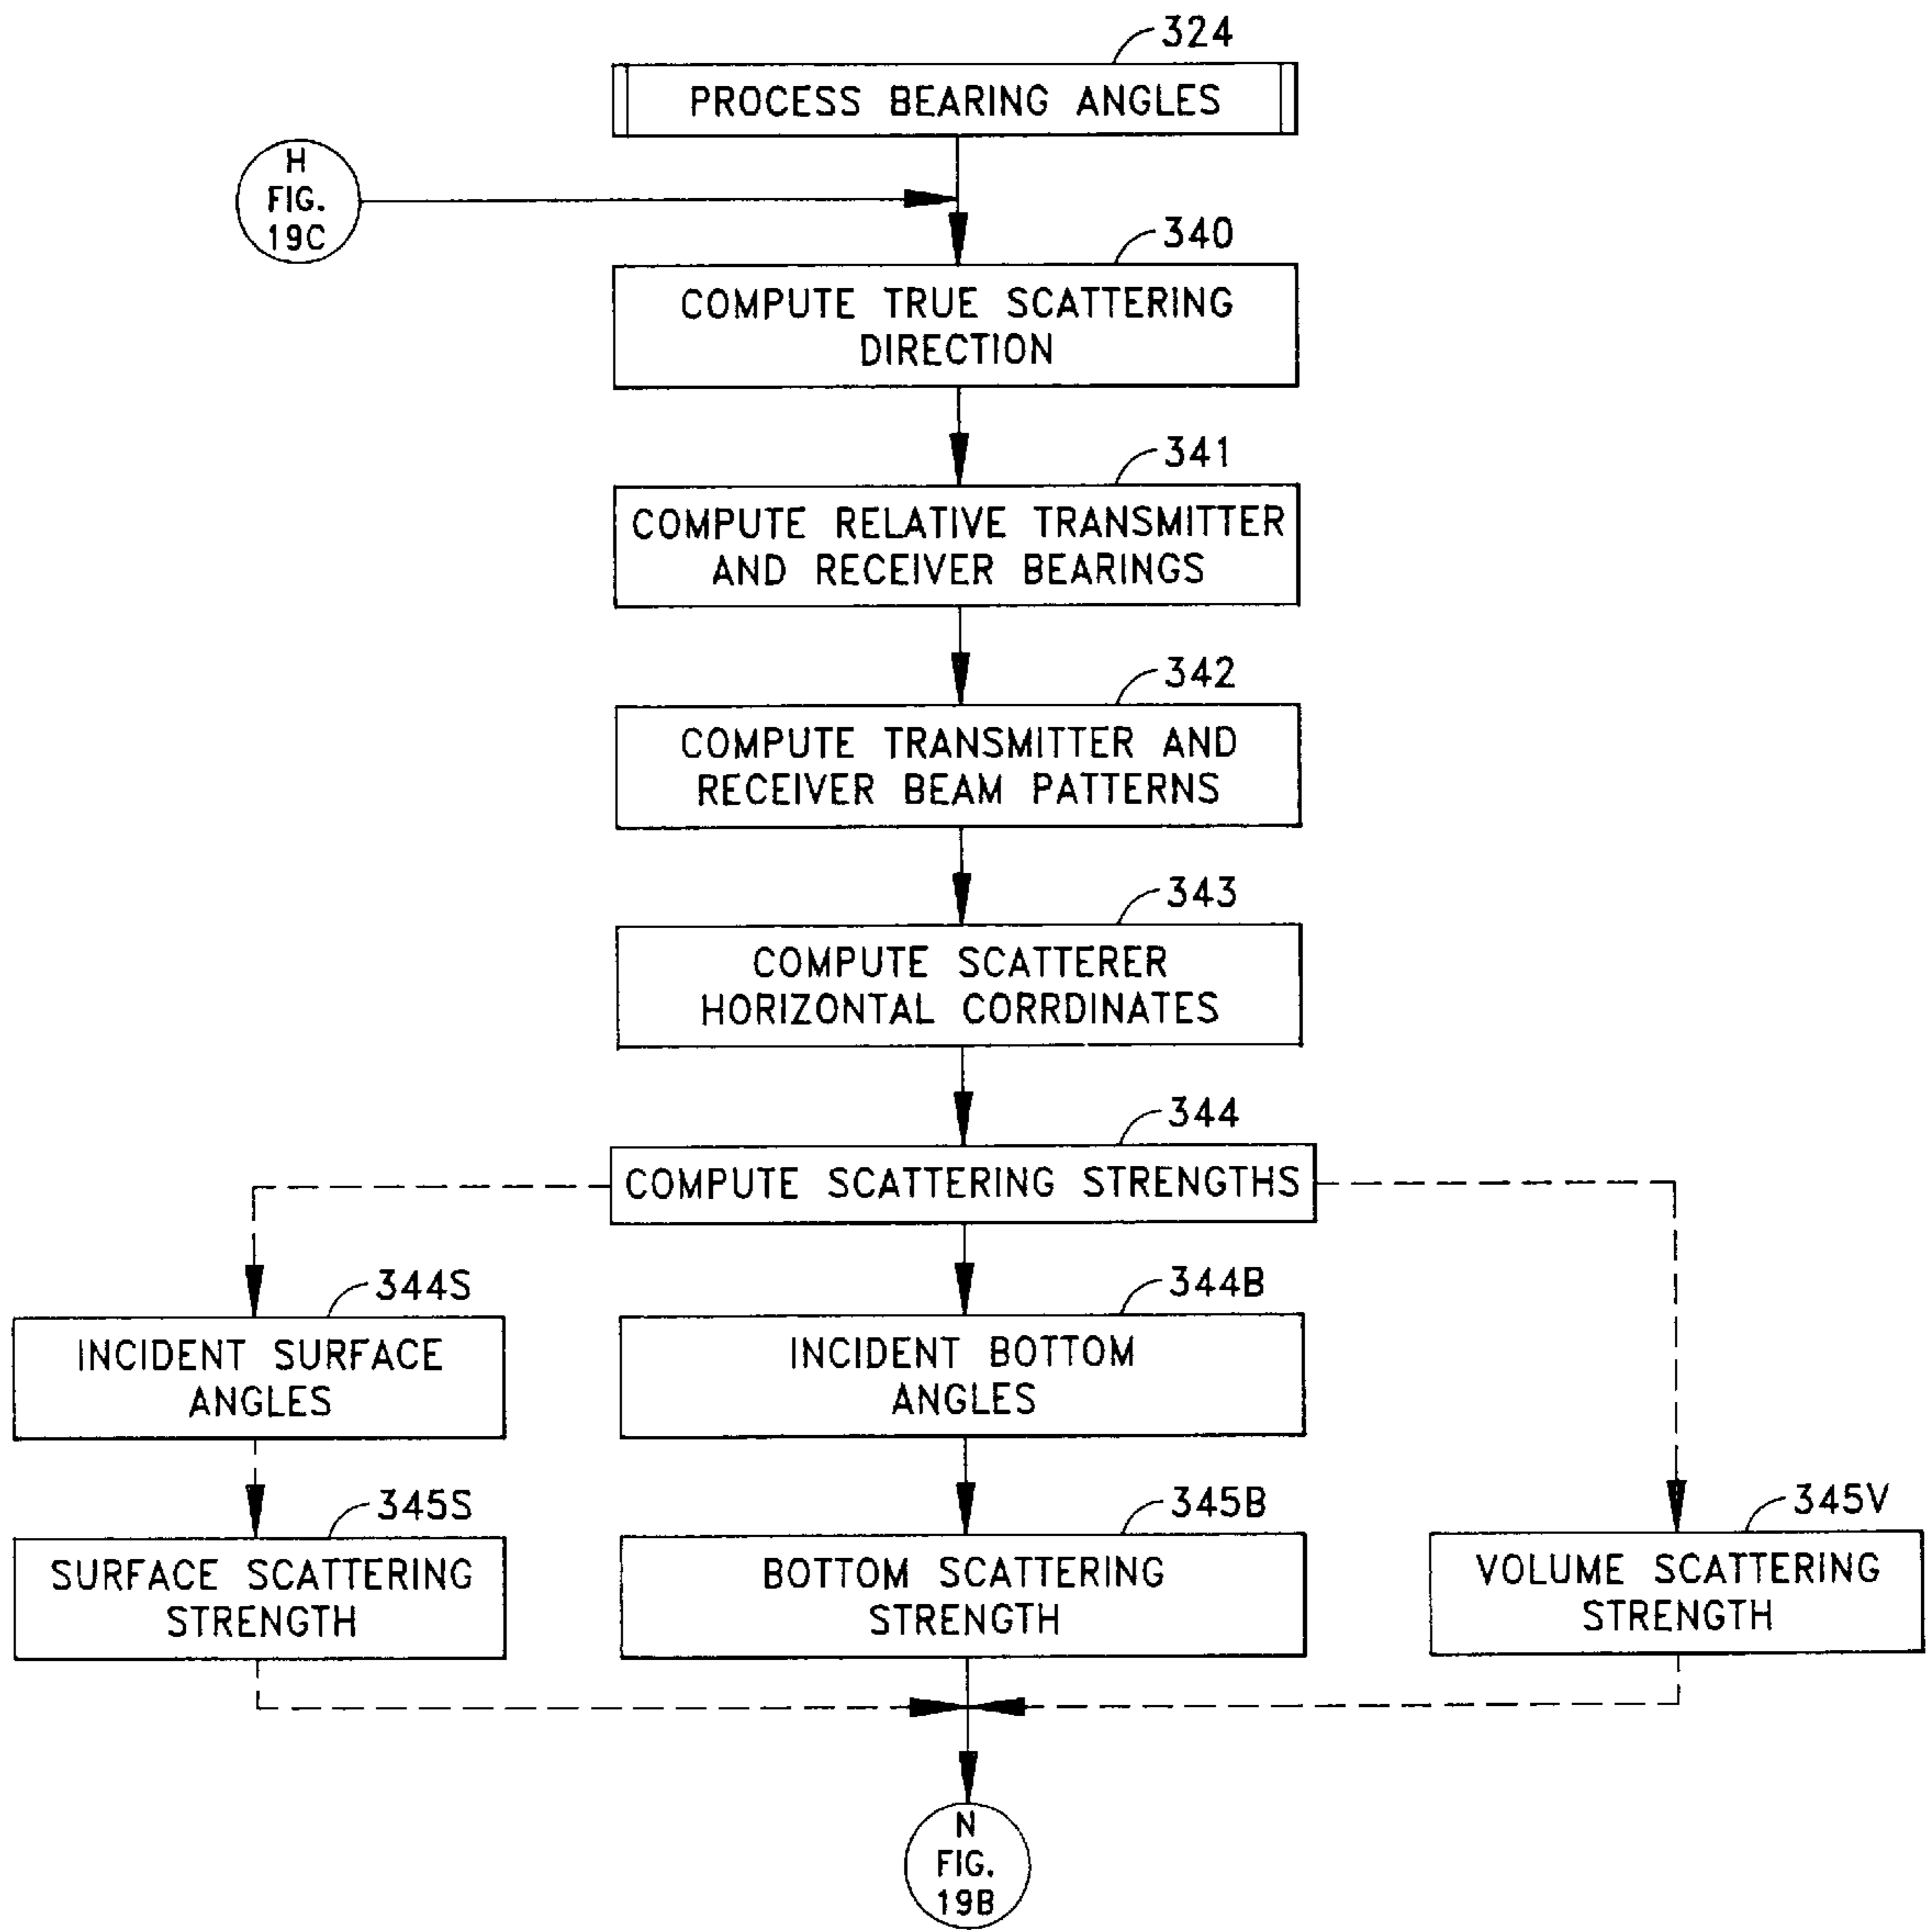 324
PROCESS BEARING ANGLES
H
FIG.
19C
340
COMPUTE TRUE SCATTERING
DIRECTION
341
COMPUTE RELATIVE TRANSMITTER
AND RECEIVER BEARINGS
342
COMPUTE TRANSMITTER AND
RECEIVER BEAM PATTERNS
343
COMPUTE SCATTERER
HORIZONTAL CORRDINATES
344
COMPUTE SCATTERING STRENGTHS
344S
INCIDENT SURFACE
ANGLES
344B
INCIDENT BOTTOM
ANGLES
345S
SURFACE SCATTERING
STRENGTH
345B
BOTTOM SCATTERING
STRENGTH
345V
VOLUME SCATTERING
STRENGTH
N
FIG.
19B